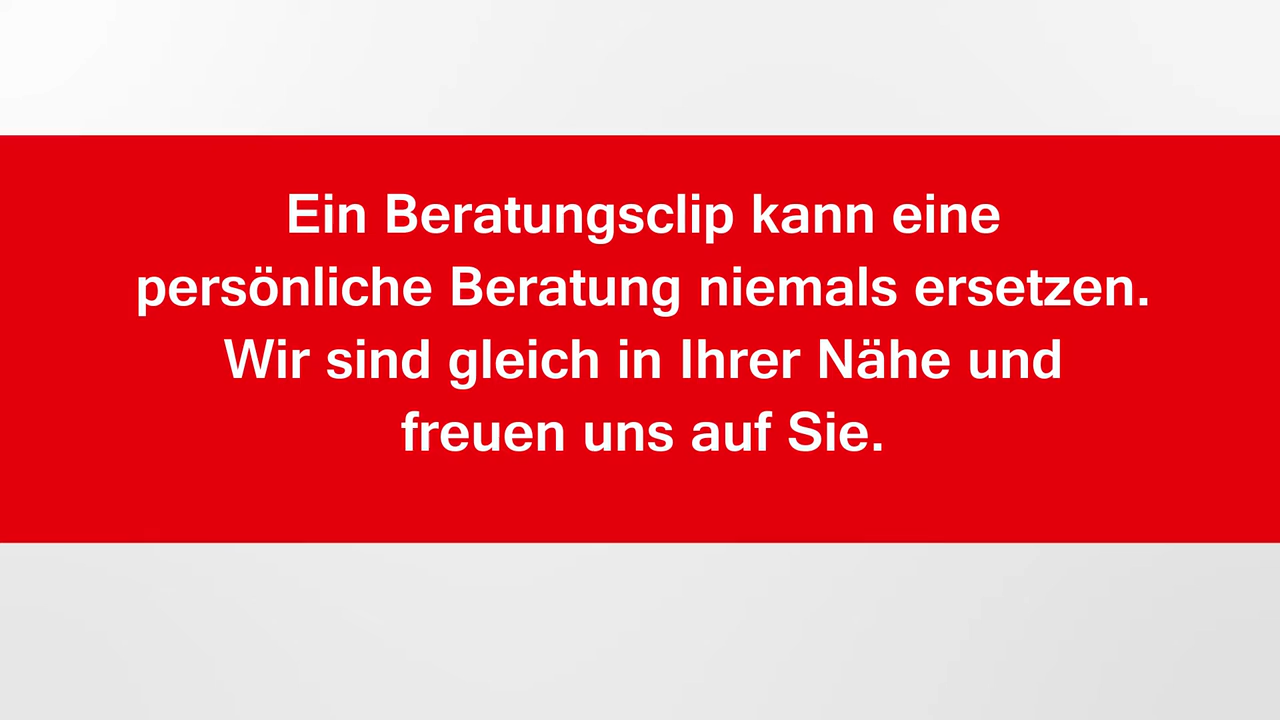 Ein Beratungsclip kann eine
persönliche Beratung niemals ersetzen.
Wir sind gleich in Ihrer Nähe und
freuen uns auf Sie.